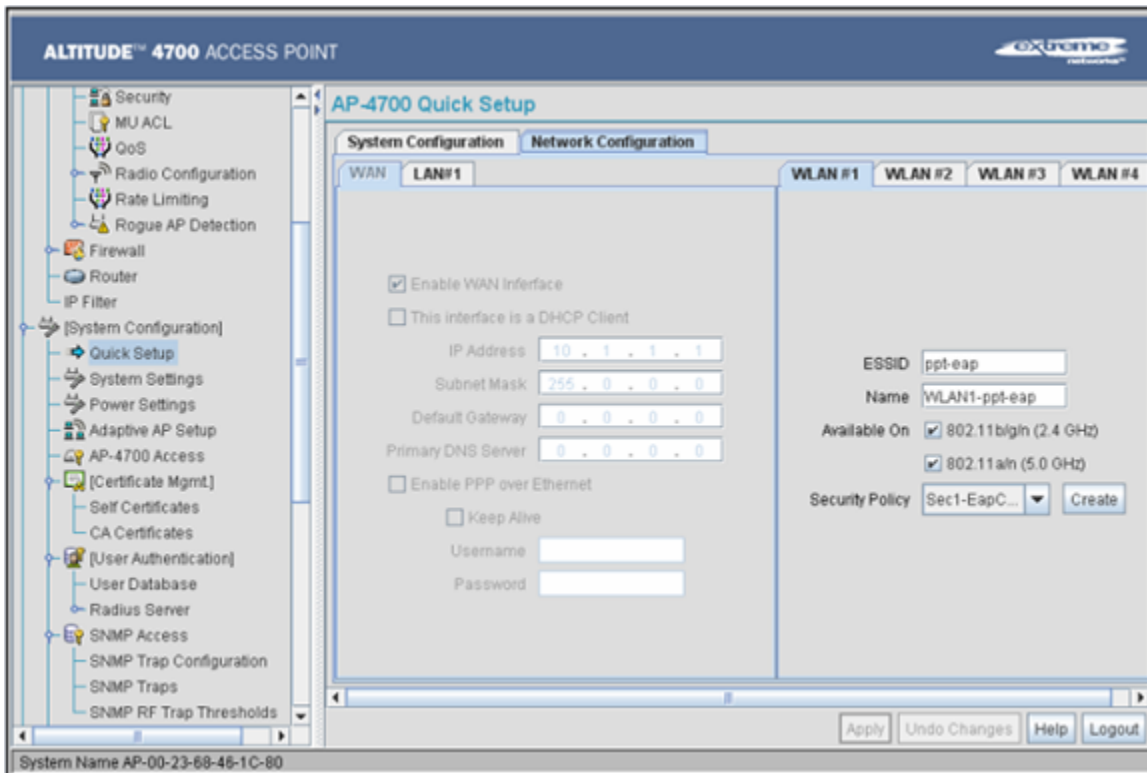 ALTITUDE™ 4700 ACCESS POINT
extreme networks™
Security
MU ACL
QoS
Radio Configuration
Rate Limiting
Rogue AP Detection
Firewall
Router
IP Filter
[System Configuration]
Quick Setup
System Settings
Power Settings
Adaptive AP Setup
AP-4700 Access
[Certificate Mgmt.]
Self Certificates
CA Certificates
[User Authentication]
User Database
Radius Server
SNMP Access
SNMP Trap Configuration
SNMP Traps
SNMP RF Trap Thresholds
AP-4700 Quick Setup
System Configuration Network Configuration
WAN LAN#1
Enable WAN Interface
This interface is a DHCP Client
IP Address 10 . 1 . 1 . 1
Subnet Mask 255 . 0 . 0 . 0
Default Gateway 0 . 0 . 0 . 0
Primary DNS Server 0 . 0 . 0 . 0
Enable PPP over Ethernet
Keep Alive
Username
Password
WLAN #1 WLAN #2 WLAN #3 WLAN #4
ESSID ppt-eap
Name WLAN1-ppt-eap
Available On 802.11b/g/n (2.4 GHz)
802.11a/n (5.0 GHz)
Security Policy Sec1-EapC... Create
Apply Undo Changes Help Logout
System Name AP-00-23-68-46-1C-80